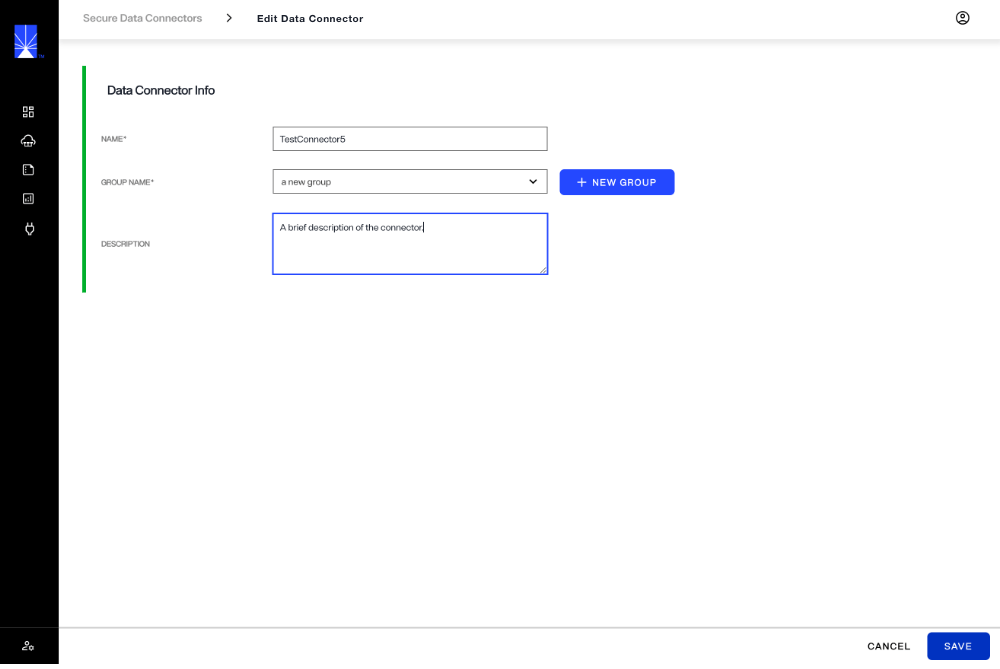 Secure Data Connectors > Edit Data Connector
Data Connector Info
NAME* TestConnector5
GROUP NAME* a new group + NEW GROUP
DESCRIPTION A brief description of the connector.
CANCEL SAVE